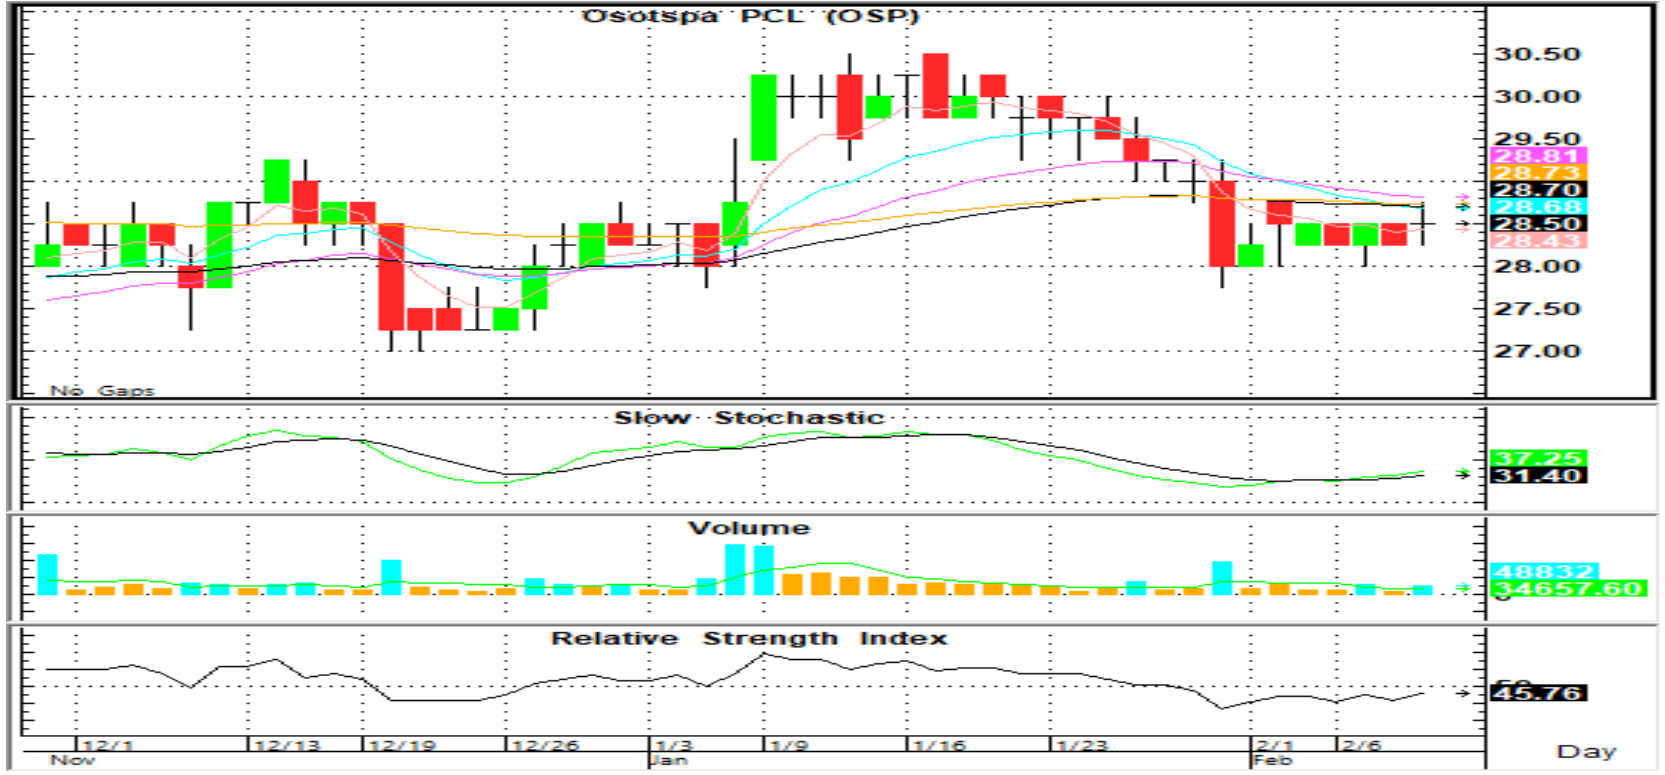 Osotspa PCL (OSP)
30.50
30.00
29.50
28.81
28.73
28.70
28.68
28.50
28.43
28.00
27.50
27.00
No Gaps
Slow Stochastic
37.25
31.40
Volume
48832
34657.60
Relative Strength Index
45.76
12/1 12/13 12/19 12/26 1/3 1/9 1/16 1/23 2/1 2/6
Nov Jan Feb
Day